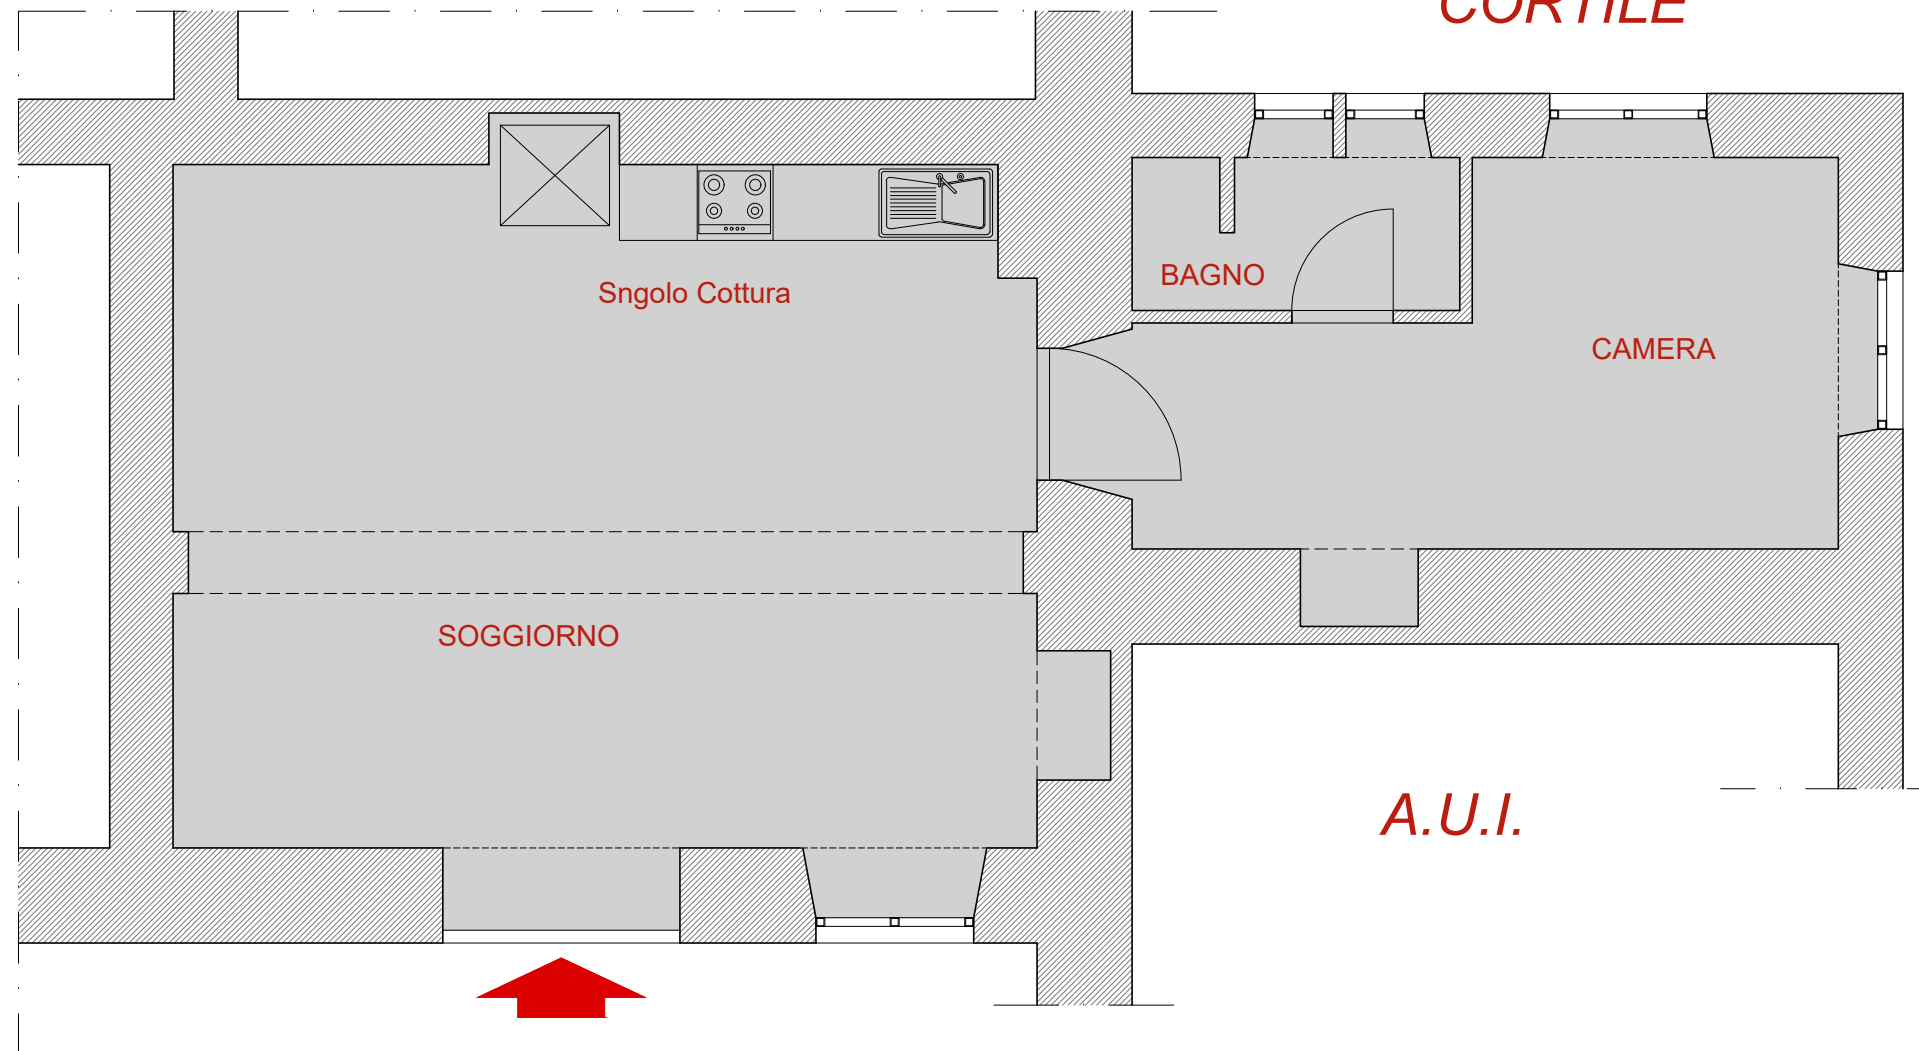 CORTILE
BAGNO
Sngolo Cottura
CAMERA
SOGGIORNO
A.U.I.